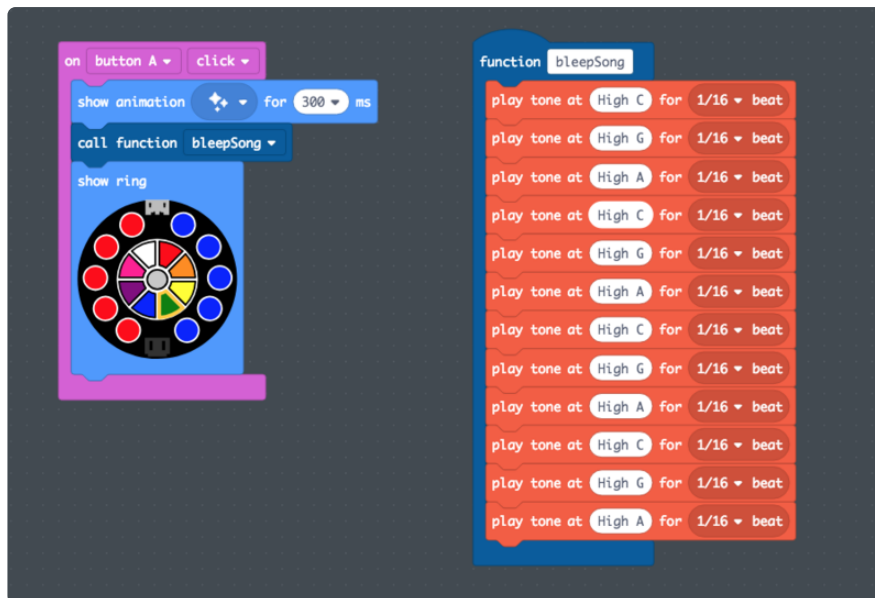 on button A click
show animation for 300 ms
call function bleepSong
show ring
function bleepSong
play tone at High C for 1/16 beat
play tone at High G for 1/16 beat
play tone at High A for 1/16 beat
play tone at High C for 1/16 beat
play tone at High G for 1/16 beat
play tone at High A for 1/16 beat
play tone at High C for 1/16 beat
play tone at High G for 1/16 beat
play tone at High A for 1/16 beat
play tone at High C for 1/16 beat
play tone at High G for 1/16 beat
play tone at High A for 1/16 beat